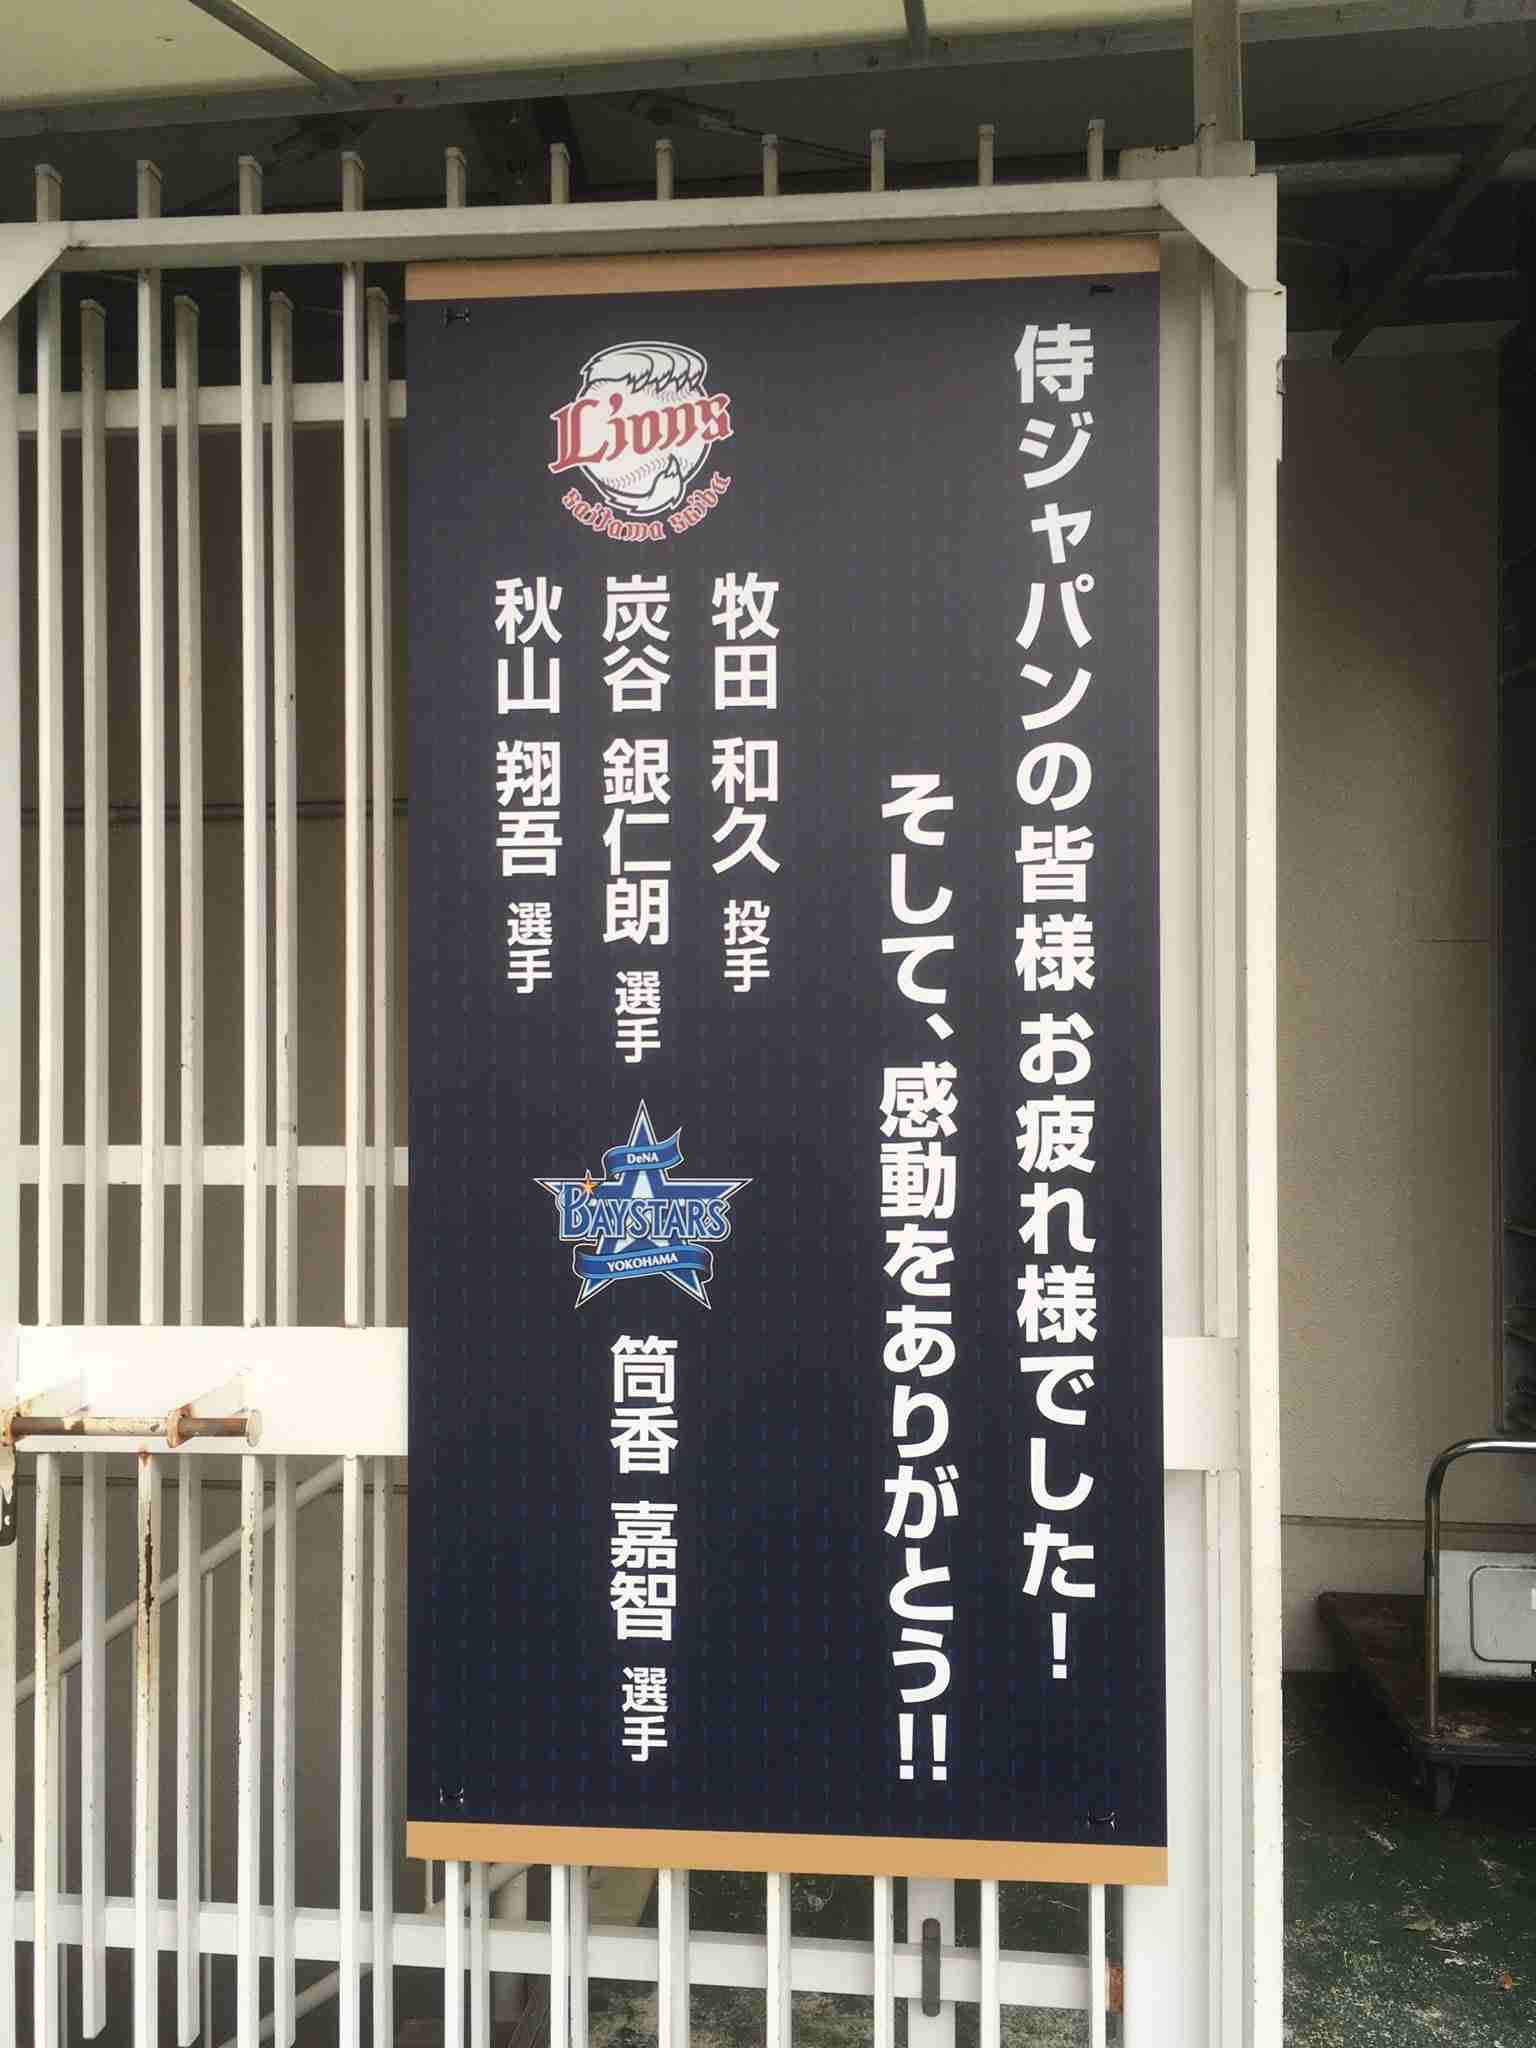 侍ジャパンの皆様 お疲れ様でした！
そして、感動をありがとう!!
Lions
saitama seibu
牧田 和久 投手
炭谷 銀仁朗 選手
秋山 翔吾 選手
DeNA
BAYSTARS
YOKOHAMA
筒香 嘉智 選手